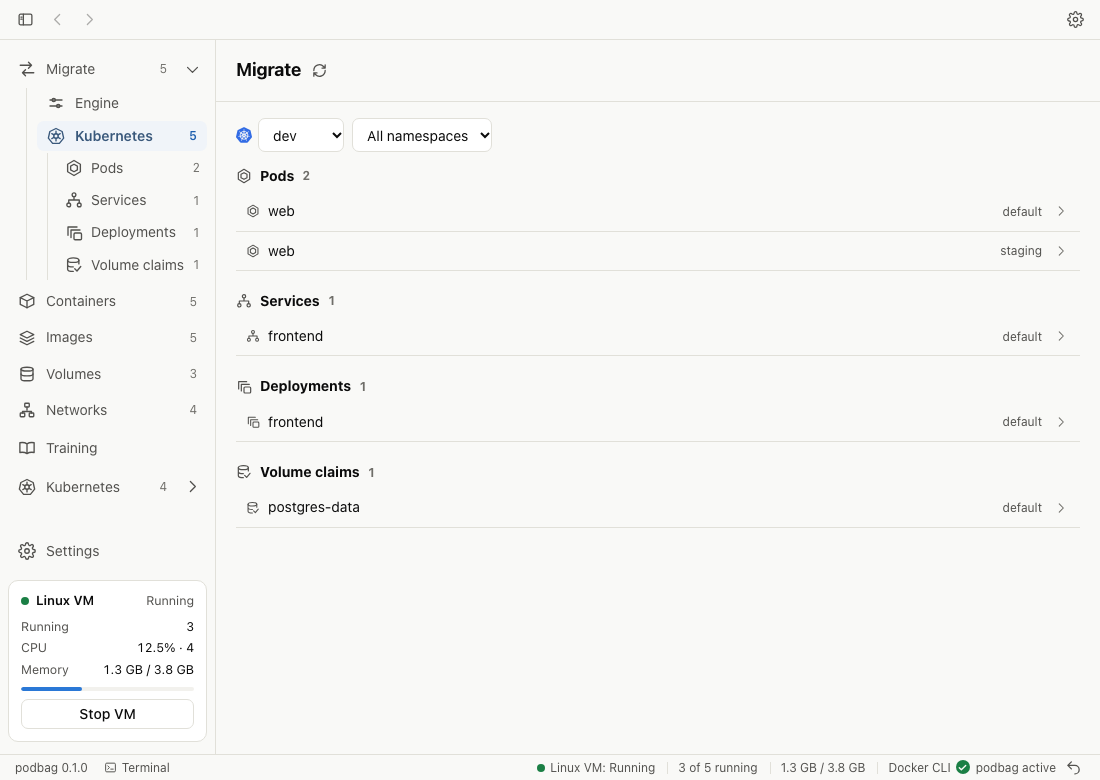 Migrate 5
Engine
Kubernetes 5
Pods 2
Services 1
Deployments 1
Volume claims 1
Containers 5
Images 5
Volumes 3
Networks 4
Training
Kubernetes 4
Settings
Linux VM Running
Running 3
CPU 12.5% · 4
Memory 1.3 GB / 3.8 GB
Stop VM
Migrate
dev All namespaces
Pods 2
web default
web staging
Services 1
frontend default
Deployments 1
frontend default
Volume claims 1
postgres-data default
podbag 0.1.0 Terminal Linux VM: Running 3 of 5 running 1.3 GB / 3.8 GB Docker CLI podbag active